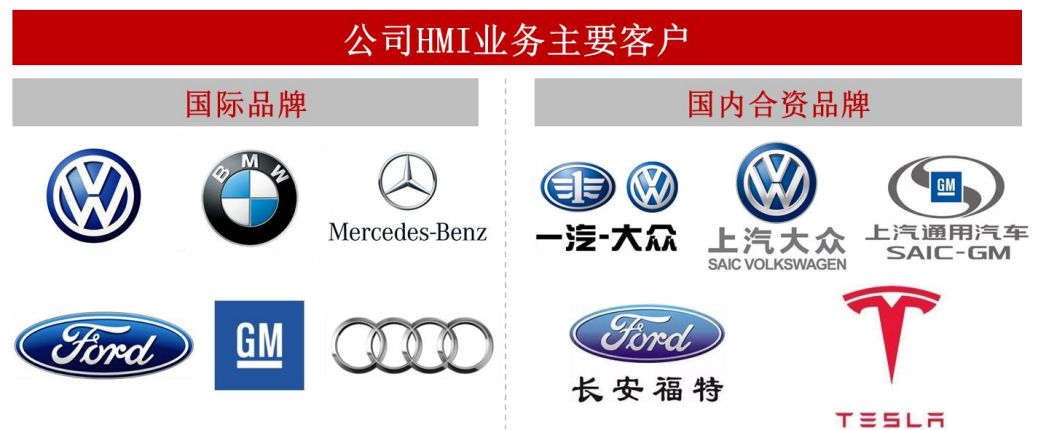 公司HMI业务主要客户
国际品牌
国内合资品牌
BMW
Mercedes-Benz
Ford
GM
一汽-大众
上汽大众
SAIC VOLKSWAGEN
GM
上汽通用汽车
SAIC-GM
Ford
长安福特
TESLA